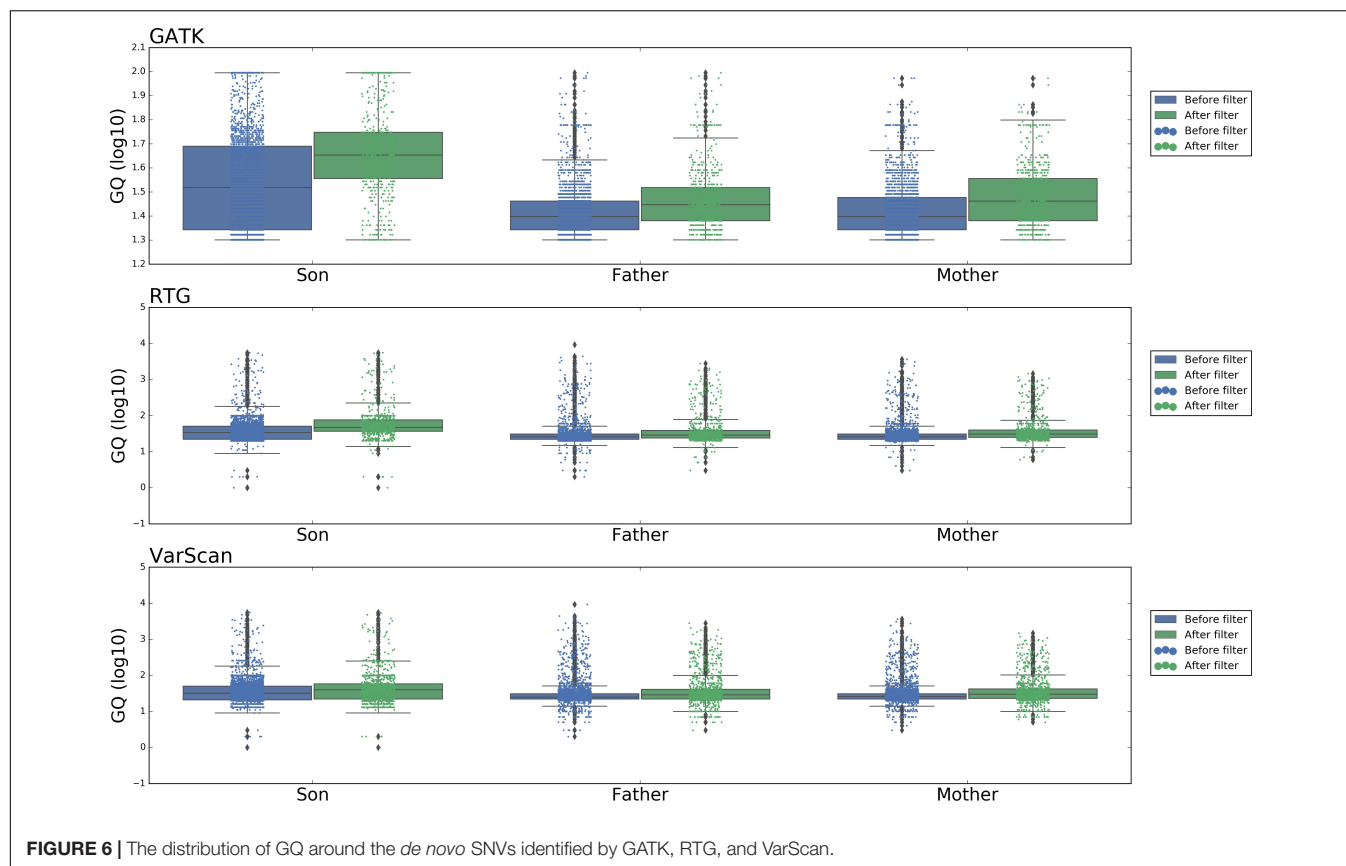 GATK
GQ (log10)
2.1
2.0
1.9
1.8
1.7
1.6
1.5
1.4
1.3
1.2
Son Father Mother
Before filter
After filter
Before filter
After filter
RTG
GQ (log10)
5
4
3
2
1
0
−1
Son Father Mother
Before filter
After filter
Before filter
After filter
VarScan
GQ (log10)
5
4
3
2
1
0
−1
Son Father Mother
Before filter
After filter
Before filter
After filter
FIGURE 6 | The distribution of GQ around the de novo SNVs identified by GATK, RTG, and VarScan.